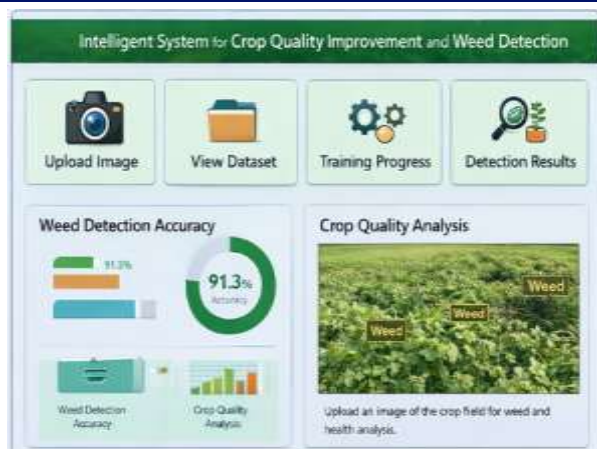 Intelligent System for Crop Quality Improvement and Weed Detection
Upload Image
View Dataset
Training Progress
Detection Results
Weed Detection Accuracy
91.3%
91.3%
Accuracy
Weed Detection
Accuracy
Crop Quality
Analysis
Crop Quality Analysis
Weed
Weed
Weed
Upload an image of the crop field for weed and
health analysis.